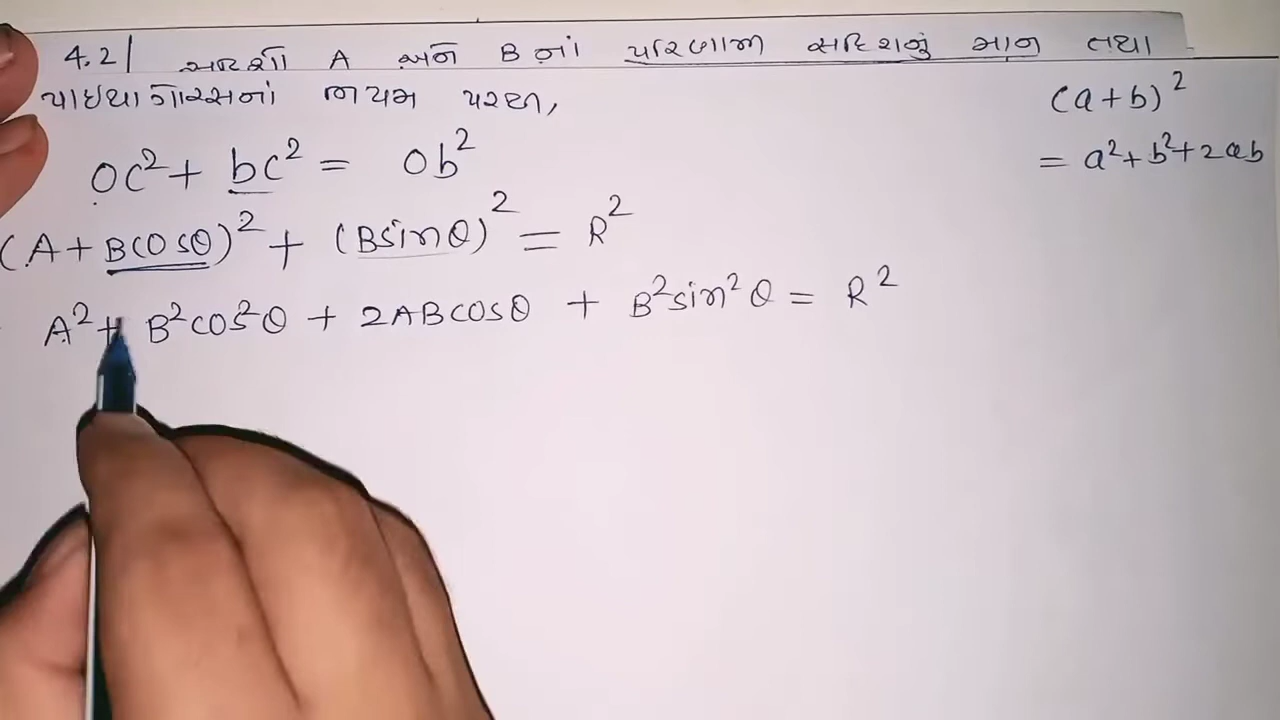 4.2| સદિશો A અને B નાં પરિણામી સદિશનું માન તથા
પાઇથાગોરસનાં નિયમ પરથી,
(a+b)²
= a²+b²+2ab
OC² + bC² = Ob²
(A + Bcosθ)² + (Bsinθ)² = R²
A² + B²cos²θ + 2ABcosθ + B²sin²θ = R²